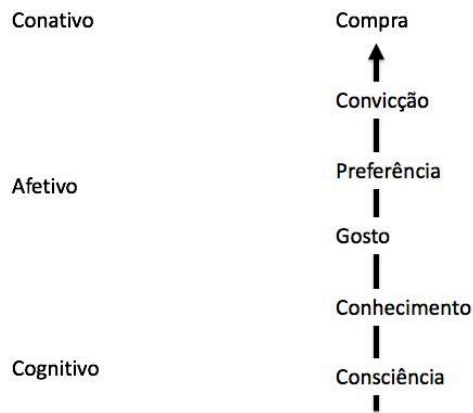 Conativo Compra
Convicção
Preferência
Afetivo
Gosto
Conhecimento
Cognitivo
Consciência